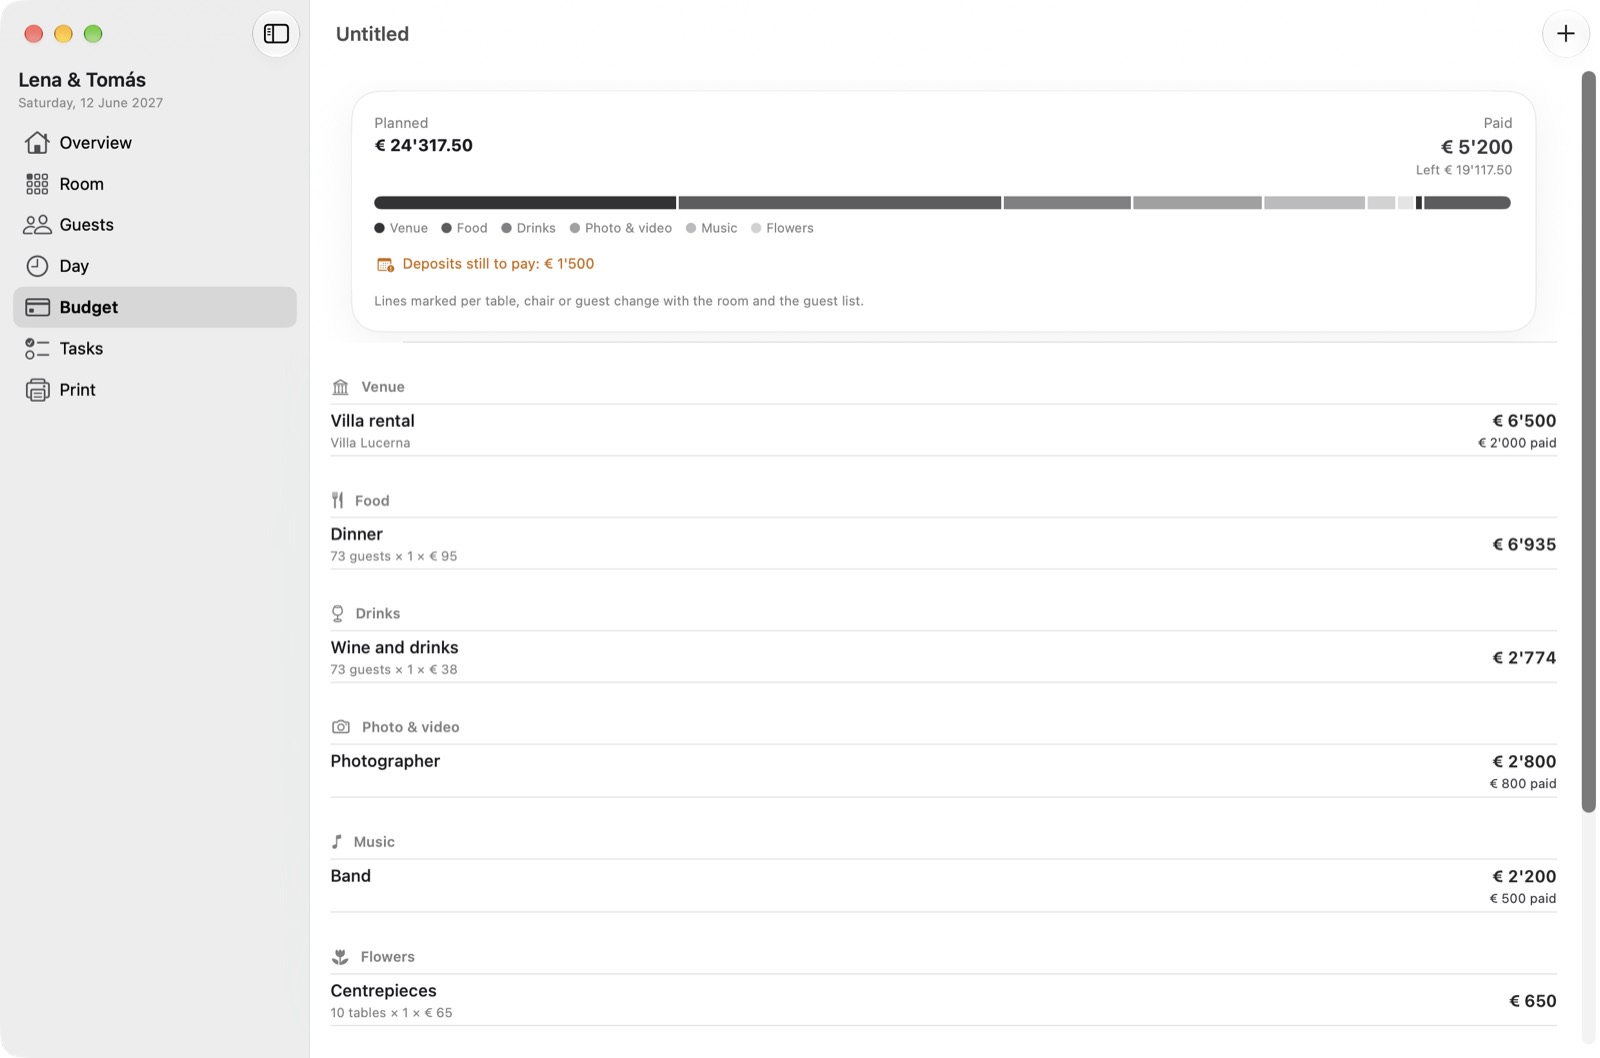 Untitled
Lena & Tomás
Saturday, 12 June 2027
Overview
Room
Guests
Day
Budget
Tasks
Print
Planned
€ 24'317.50
Paid
€ 5'200
Left € 19'117.50
Venue Food Drinks Photo & video Music Flowers
Deposits still to pay: € 1'500
Lines marked per table, chair or guest change with the room and the guest list.
Venue
Villa rental
€ 6'500
Villa Lucerna
€ 2'000 paid
Food
Dinner
73 guests × 1 × € 95
€ 6'935
Drinks
Wine and drinks
73 guests × 1 × € 38
€ 2'774
Photo & video
Photographer
€ 2'800
€ 800 paid
Music
Band
€ 2'200
€ 500 paid
Flowers
Centrepieces
10 tables × 1 × € 65
€ 650